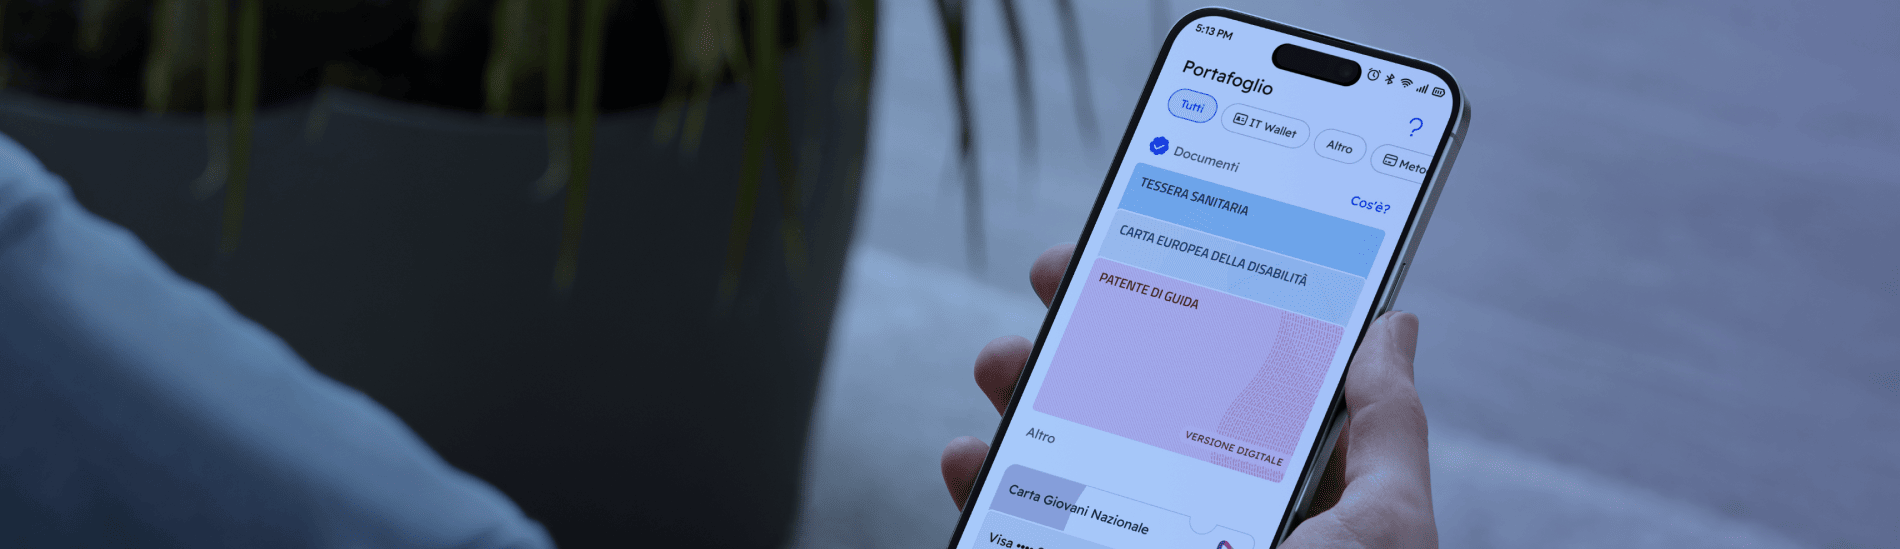 5:13 PM
Portafoglio
?
Tutti
IT Wallet
Altro
Documenti
Cos'è?
TESSERA SANITARIA
CARTA EUROPEA DELLA DISABILITÀ
PATENTE DI GUIDA
VERSIONE DIGITALE
Altro
Carta Giovani Nazionale
Visa ••••